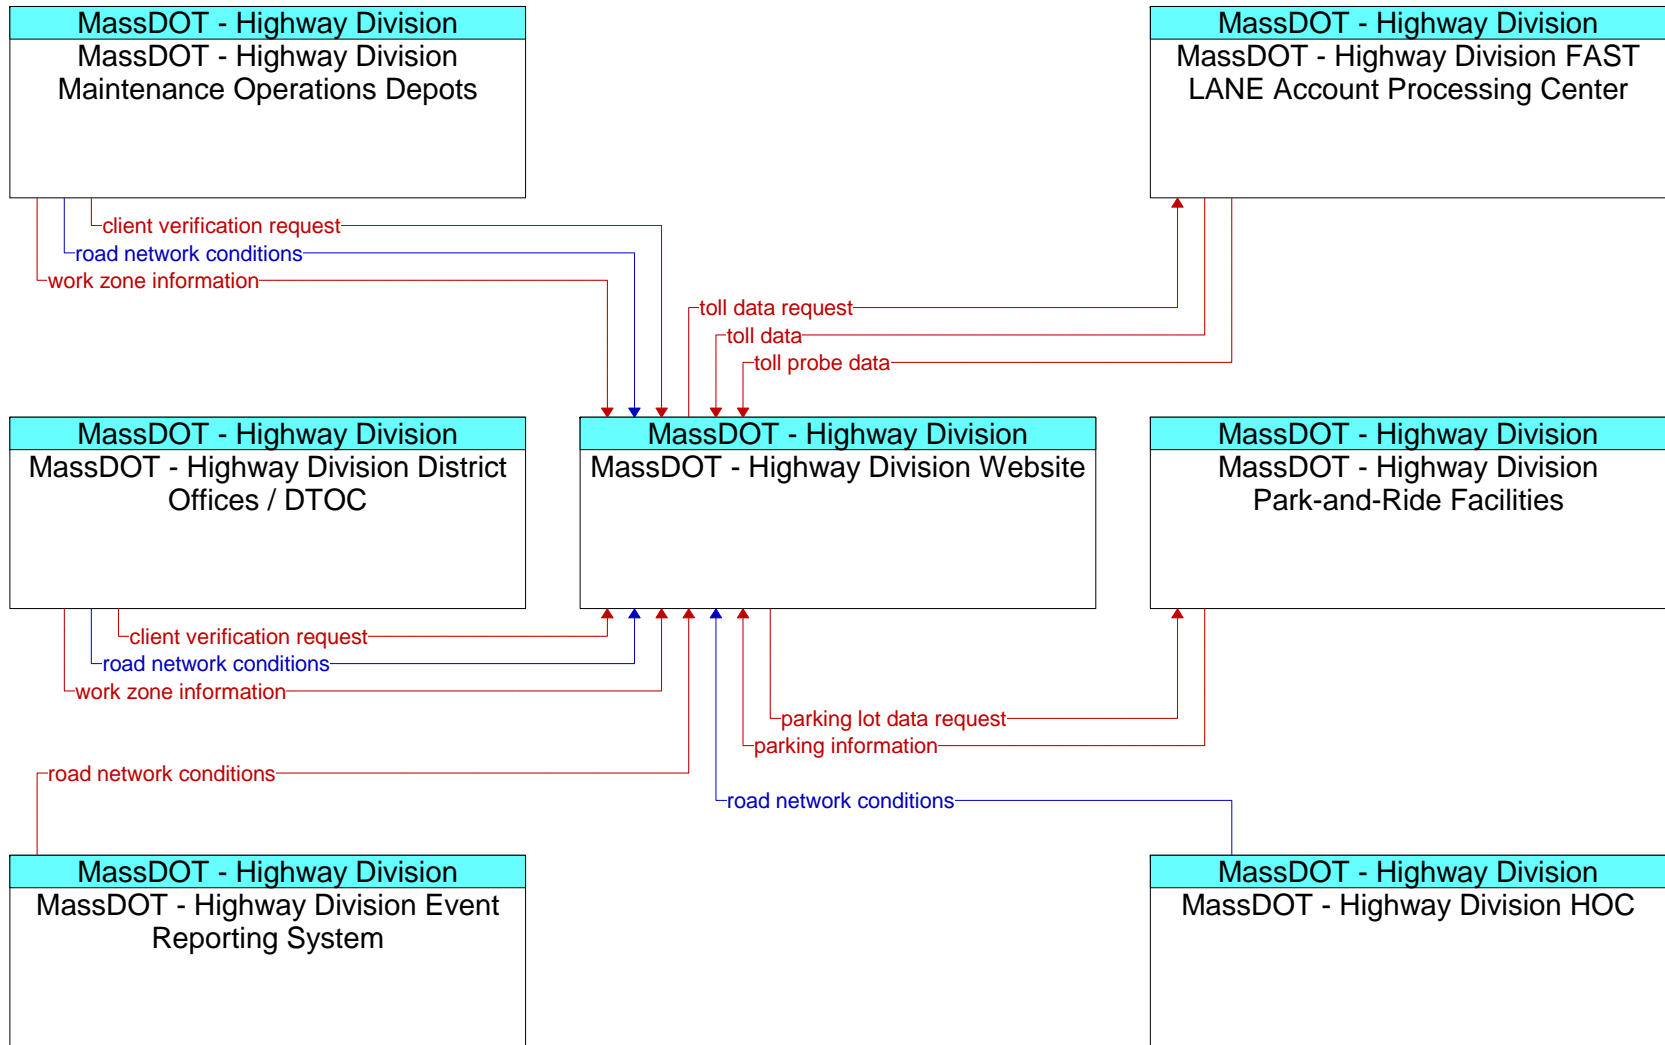 MassDOT - Highway Division
MassDOT - Highway Division
Maintenance Operations Depots
MassDOT - Highway Division
MassDOT - Highway Division FAST
LANE Account Processing Center
client verification request
road network conditions
work zone information
toll data request
toll data
toll probe data
MassDOT - Highway Division
MassDOT - Highway Division District
Offices / DTOC
MassDOT - Highway Division
MassDOT - Highway Division Website
MassDOT - Highway Division
MassDOT - Highway Division
Park-and-Ride Facilities
client verification request
road network conditions
work zone information
parking lot data request
parking information
road network conditions
road network conditions
MassDOT - Highway Division
MassDOT - Highway Division Event
Reporting System
MassDOT - Highway Division
MassDOT - Highway Division HOC